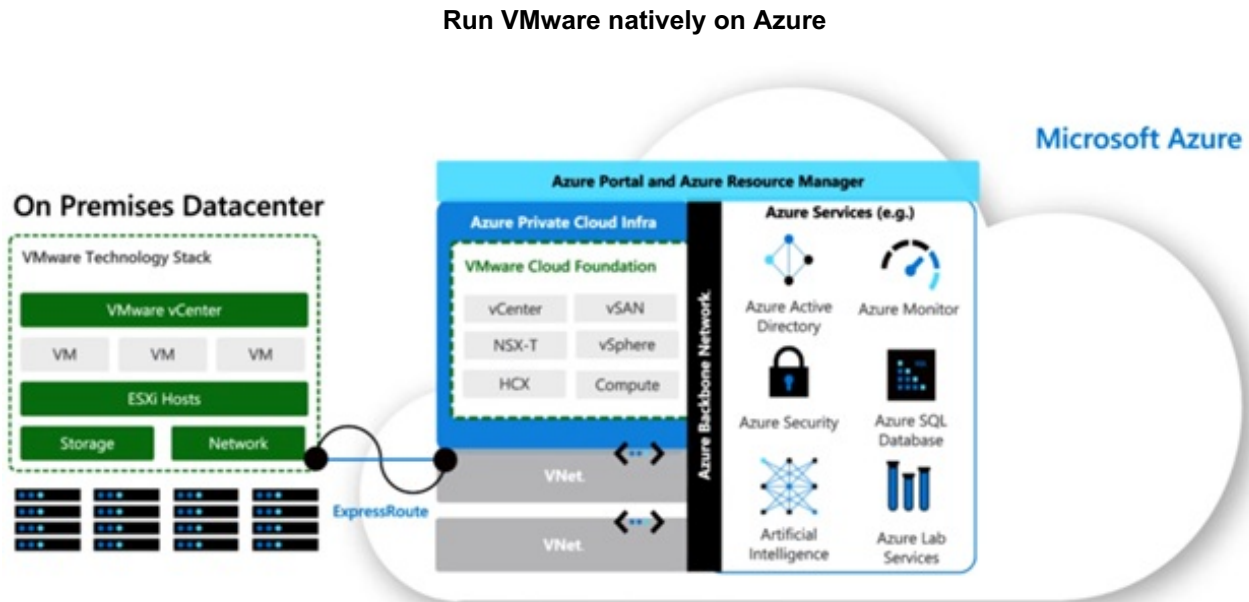 Run VMware natively on Azure
Microsoft Azure
On Premises Datacenter
VMware Technology Stack
VMware vCenter
VM
VM
VM
ESXi Hosts
Storage
Network
ExpressRoute
Azure Portal and Azure Resource Manager
Azure Private Cloud Infra
VMware Cloud Foundation
vCenter
vSAN
NSX-T
vSphere
HCX
Compute
VNet.
VNet.
Azure Backbone Network.
Azure Services (e.g.)
Azure Active
Directory
Azure Monitor
Azure Security
Azure SQL
Database
Artificial
Intelligence
Azure Lab
Services